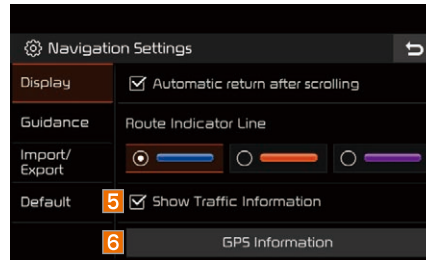 Navigation Settings
Display
Automatic return after scrolling
Guidance
Route Indicator Line
Import/
Export
Default
5
Show Traffic Information
6
GPS Information